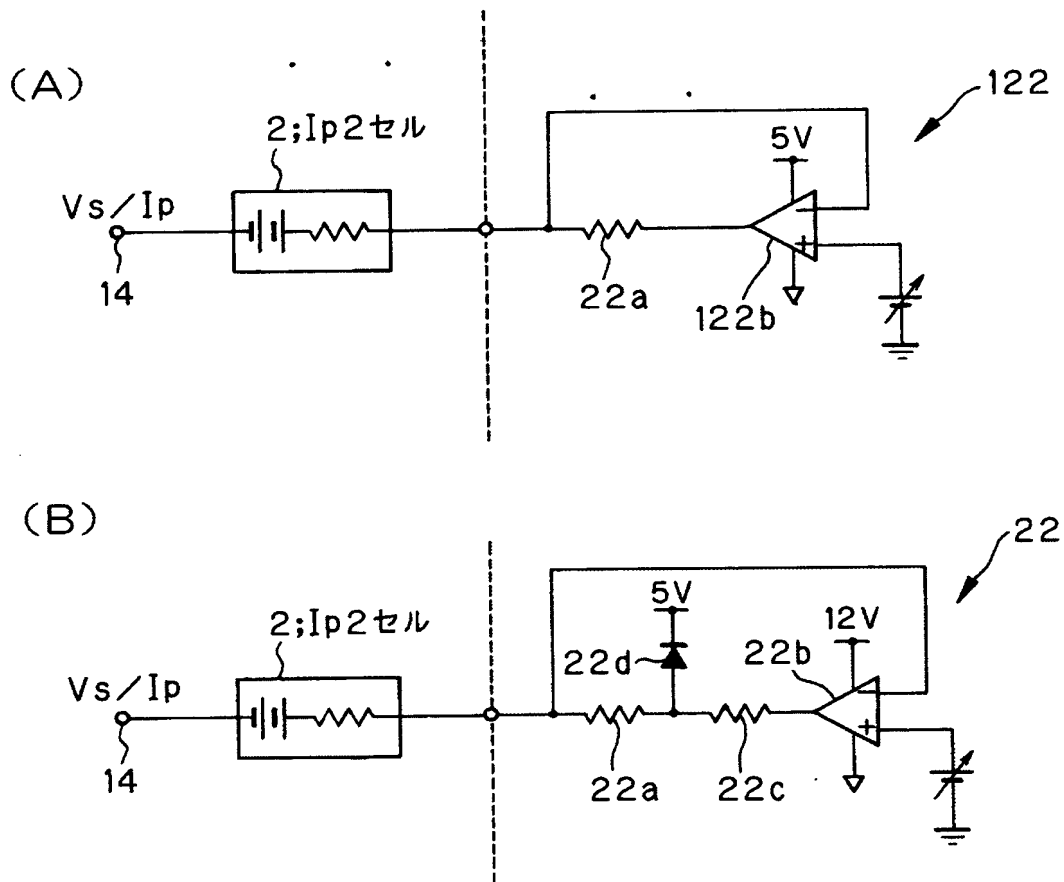 (A)
122
2;Ip2セル
5V
Vs/Ip
−
+
14
22a
122b
(B)
22
2;Ip2セル
5V
12V
22d
22b
Vs/Ip
−
+
14
22a
22c